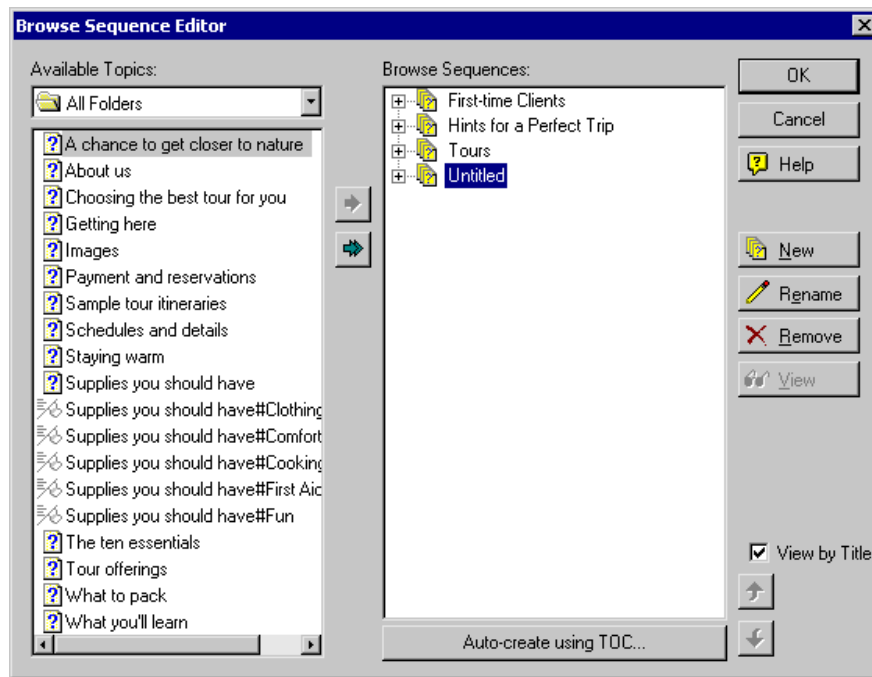 Browse Sequence Editor
Available Topics:
All Folders
A chance to get closer to nature
About us
Choosing the best tour for you
Getting here
Images
Payment and reservations
Sample tour itineraries
Schedules and details
Staying warm
Supplies you should have
Supplies you should have#Clothing
Supplies you should have#Comfort
Supplies you should have#Cooking
Supplies you should have#First Aid
Supplies you should have#Fun
The ten essentials
Tour offerings
What to pack
What you'll learn
Browse Sequences:
First-time Clients
Hints for a Perfect Trip
Tours
Untitled
Auto-create using TOC...
OK
Cancel
Help
New
Rename
Remove
View
View by Title